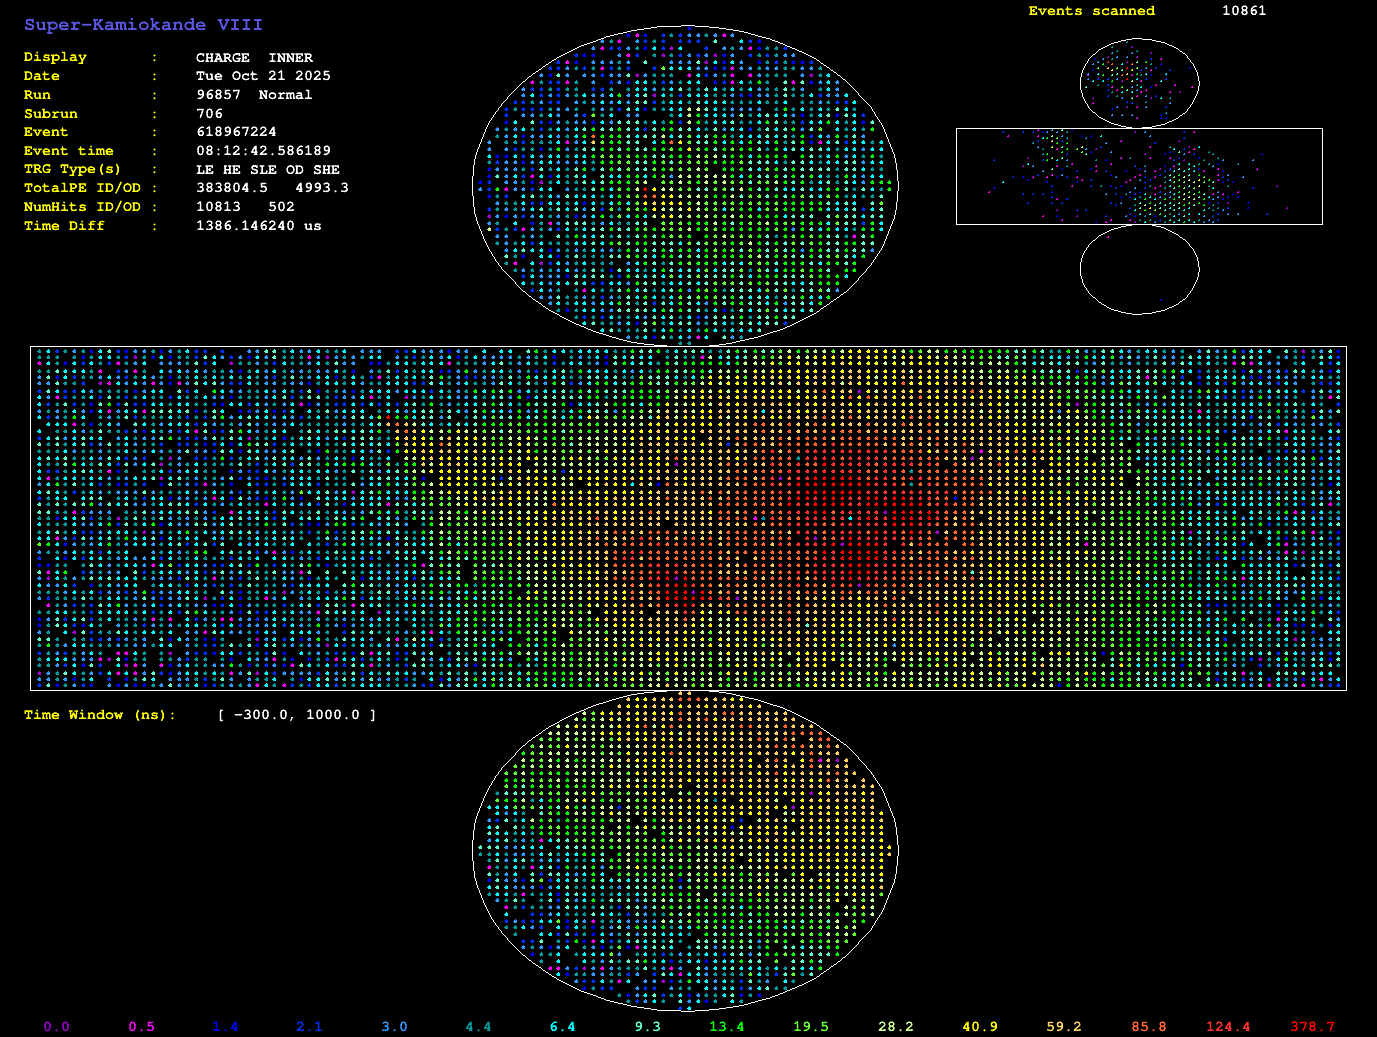 Super-Kamiokande VIII
Events scanned 10861
Display : CHARGE INNER
Date : Tue Oct 21 2025
Run : 96857 Normal
Subrun : 706
Event : 618967224
Event time : 08:12:42.586189
TRG Type(s) : LE HE SLE OD SHE
TotalPE ID/OD : 383804.5 4993.3
NumHits ID/OD : 10813 502
Time Diff : 1386.146240 us
Time Window (ns): [ -300.0, 1000.0 ]
0.0 0.5 1.4 2.1 3.0 4.4 6.4 9.3 13.4 19.5 28.2 40.9 59.2 85.8 124.4 378.7